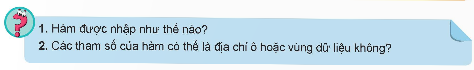 1. Hàm được nhập như thế nào?
2. Các tham số của hàm có thể là địa chỉ ô hoặc vùng dữ liệu không?